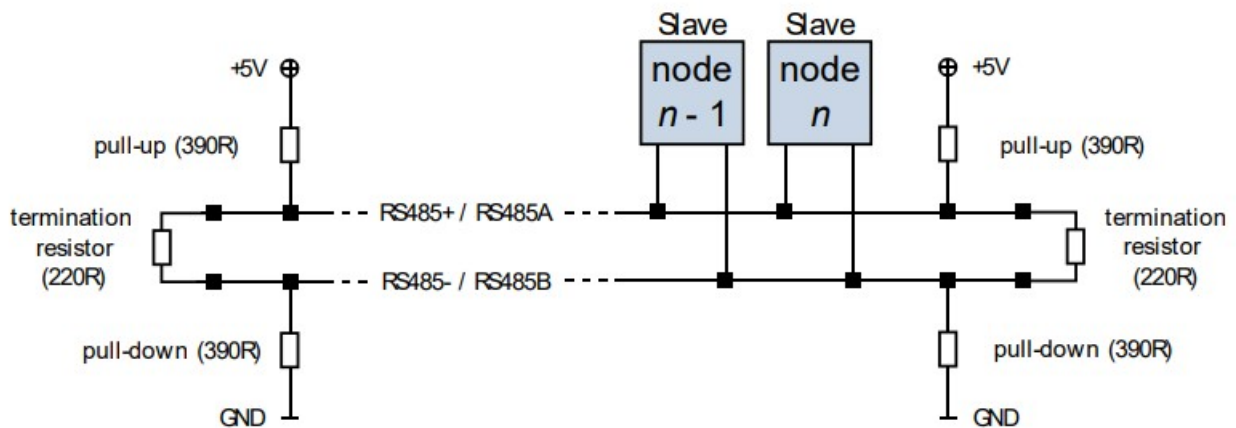 Slave
Slave
node
n - 1
node
n
+5V
+5V
pull-up (390R)
pull-up (390R)
termination
resistor
(220R)
RS485+ / RS485A
termination
resistor
(220R)
RS485- / RS485B
pull-down (390R)
pull-down (390R)
GND
GND